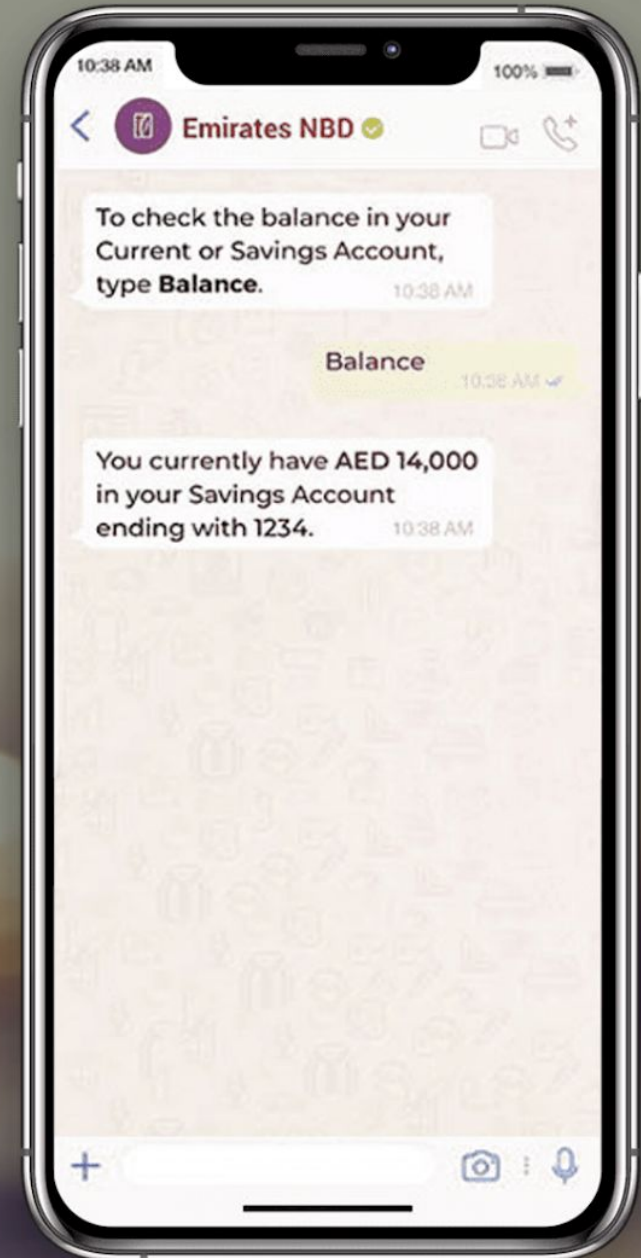 10:38 AM
100%
Emirates NBD
To check the balance in your
Current or Savings Account,
type Balance.
10:38 AM
Balance
10:38 AM
You currently have AED 14,000
in your Savings Account
ending with 1234.
10:38 AM